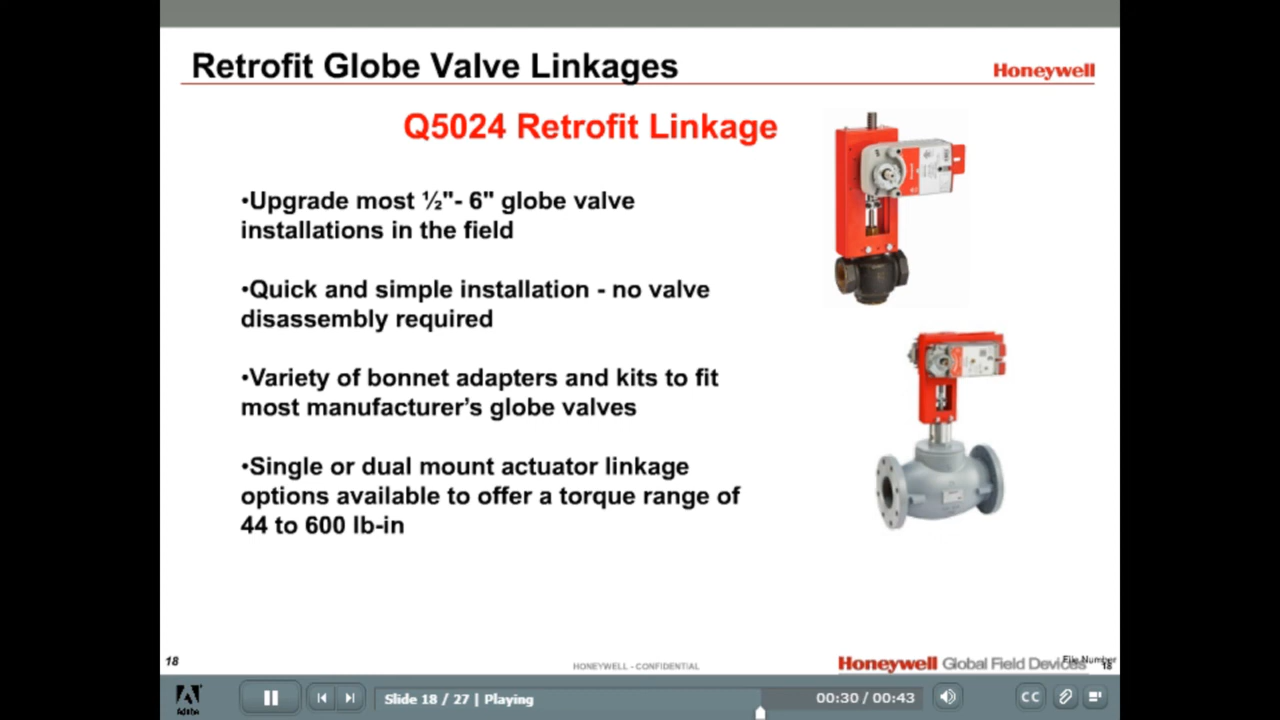 Retrofit Globe Valve Linkages
Honeywell
Q5024 Retrofit Linkage
•Upgrade most ½"- 6" globe valve
installations in the field
•Quick and simple installation - no valve
disassembly required
•Variety of bonnet adapters and kits to fit
most manufacturer’s globe valves
•Single or dual mount actuator linkage
options available to offer a torque range of
44 to 600 lb-in
18
HONEYWELL - CONFIDENTIAL
Honeywell Global Field Devices
File Number
18
Adobe
Slide 18 / 27 | Playing
00:30 / 00:43
CC